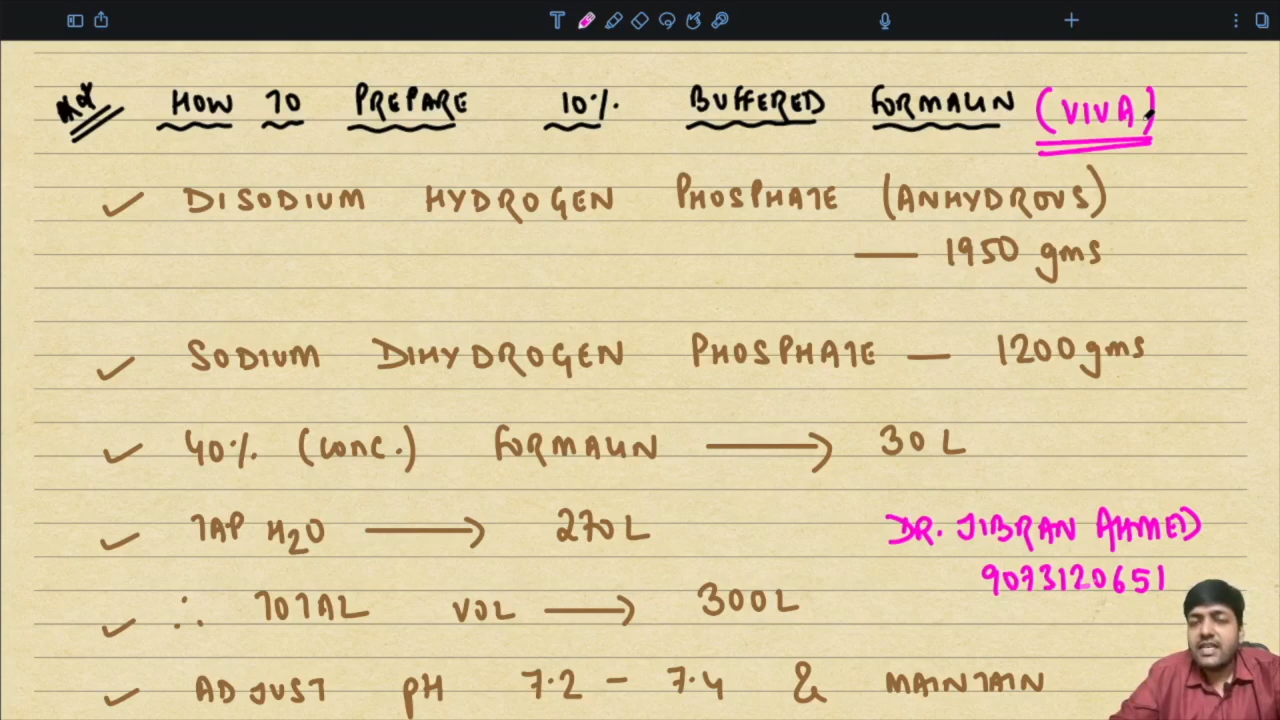 HOW TO PREPARE 10% BUFFERED FORMALIN (VIVA)
DISODIUM HYDROGEN PHOSPHATE (ANHYDROUS)
— 1950 gms
SODIUM DIHYDROGEN PHOSPHATE — 1200 gms
40% (CONC.) FORMALIN → 30 L
TAP H2O → 270 L
DR. JIBRAN AHMED
9073120651
∴ TOTAL VOL → 300 L
ADJUST pH 7.2 - 7.4 & MAINTAIN